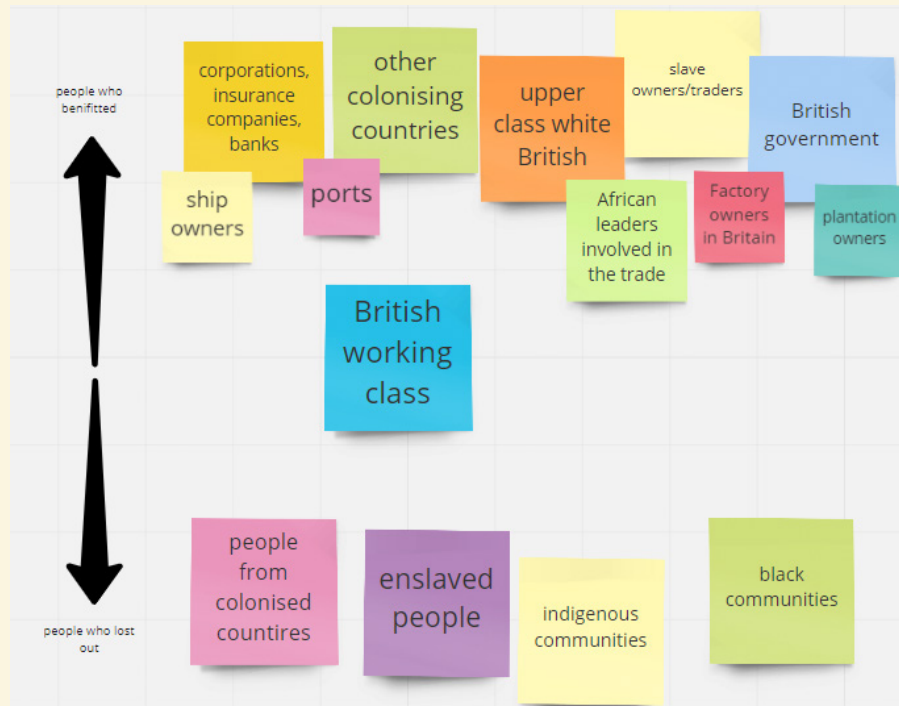 people who
benifitted
corporations,
insurance
companies,
banks
other
colonising
countries
upper
class white
British
slave
owners/traders
British
government
ship
owners
ports
African
leaders
involved in
the trade
Factory
owners
in Britain
plantation
owners
British
working
class
people
from
colonised
countires
enslaved
people
indigenous
communities
black
communities
people who lost
out